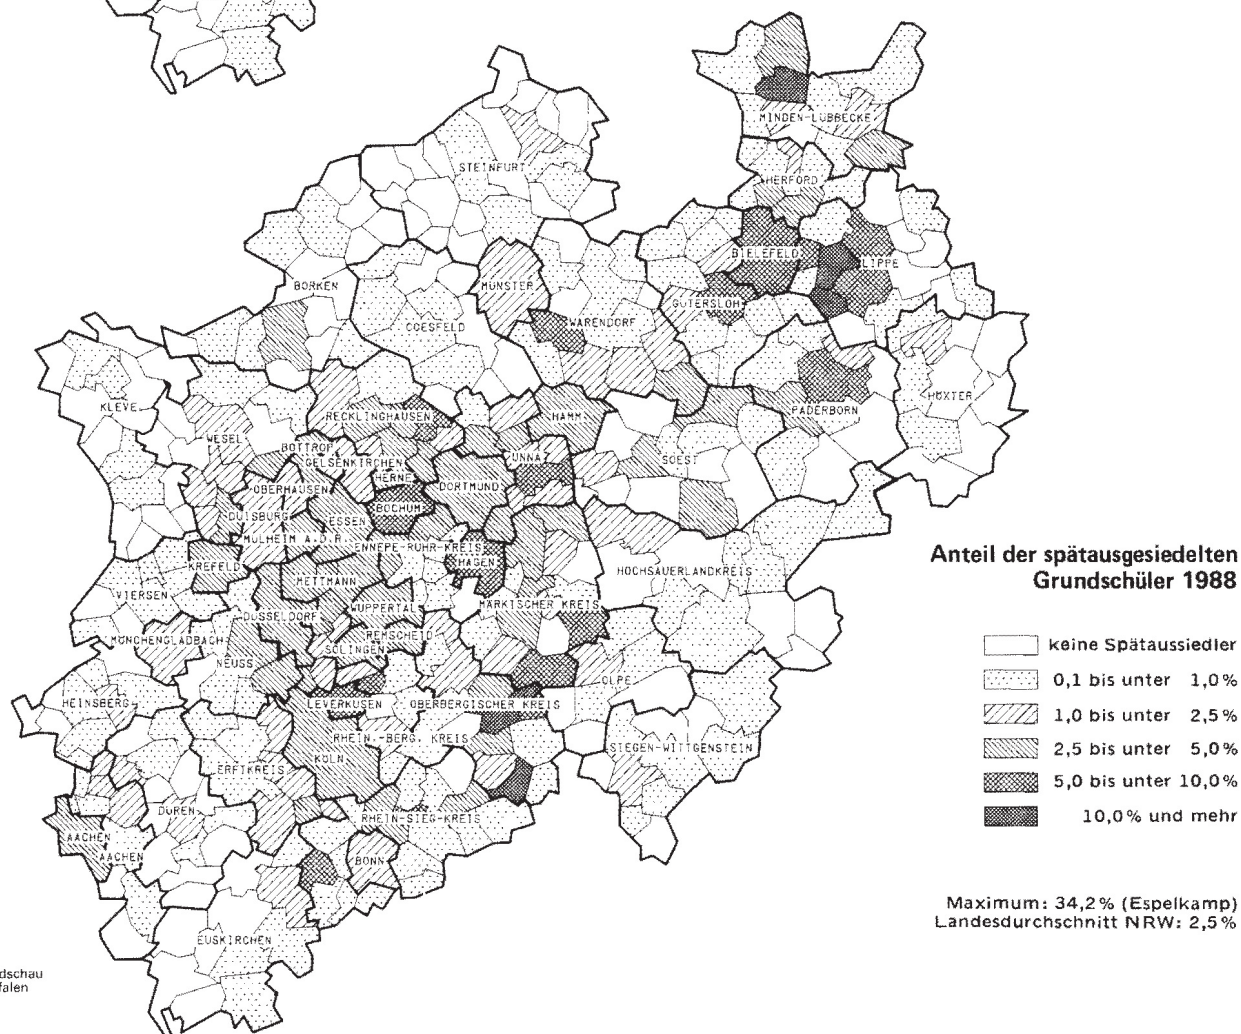 MINDEN-LÜBBECKE
STEINFURT
HERFORD
BIELEFELD
LIPPE
BORKEN
MÜNSTER
GÜTERSLOH
WARENDORF
COESFELD
HÖXTER
KLEVE
RECKLINGHAUSEN
HAMM
PADERBORN
WESEL
BOTTROP
GELSENKIRCHEN
UNNA
SOEST
HERNE
OBERHAUSEN
DORTMUND
BOCHUM
DUISBURG
ESSEN
MÜLHEIM A.D.R.
ENNEPE-RUHR-KREIS
HAGEN
KREFELD
HOCHSAUERLANDKREIS
METTMANN
VIERSEN
WUPPERTAL
MÄRKISCHER KREIS
DÜSSELDORF
MÖNCHENGLADBACH
REMSCHEID
SOLINGEN
NEUSS
OLPE
HEINSBERG
LEVERKUSEN
OBERBERGISCHER KREIS
RHEIN.-BERG. KREIS
SIEGEN-WITTGENSTEIN
KÖLN
ERFTKREIS
DÜREN
RHEIN-SIEG-KREIS
AACHEN
AACHEN
BONN
EUSKIRCHEN
Anteil der spätausgesiedelten
Grundschüler 1988
keine Spätaussiedler
0,1 bis unter 1,0%
1,0 bis unter 2,5%
2,5 bis unter 5,0%
5,0 bis unter 10,0%
10,0% und mehr
Maximum: 34,2% (Espelkamp)
Landesdurchschnitt NRW: 2,5%
dschau
falen